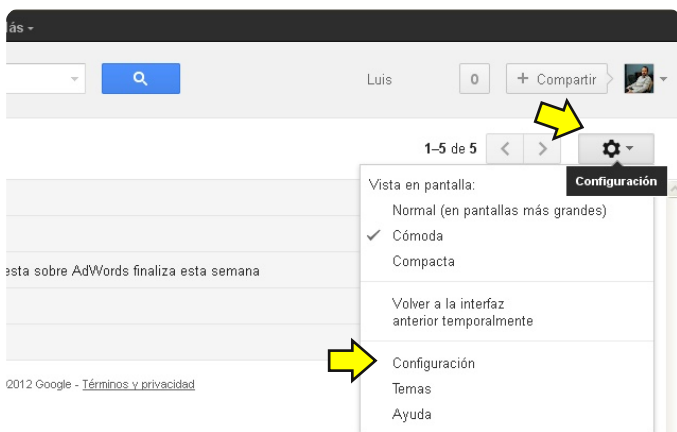 ás
Luis 0 + Compartir
1–5 de 5
Configuración
Vista en pantalla:
Normal (en pantallas más grandes)
Cómoda
Compacta
esta sobre AdWords finaliza esta semana
Volver a la interfaz
anterior temporalmente
Configuración
2012 Google - Términos y privacidad
Temas
Ayuda